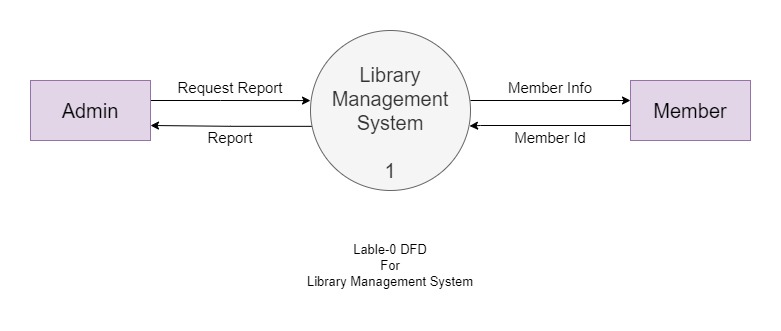 Library
Management
System
1
Admin
Request Report
Report
Member Info
Member Id
Member
Lable-0 DFD
For
Library Management System